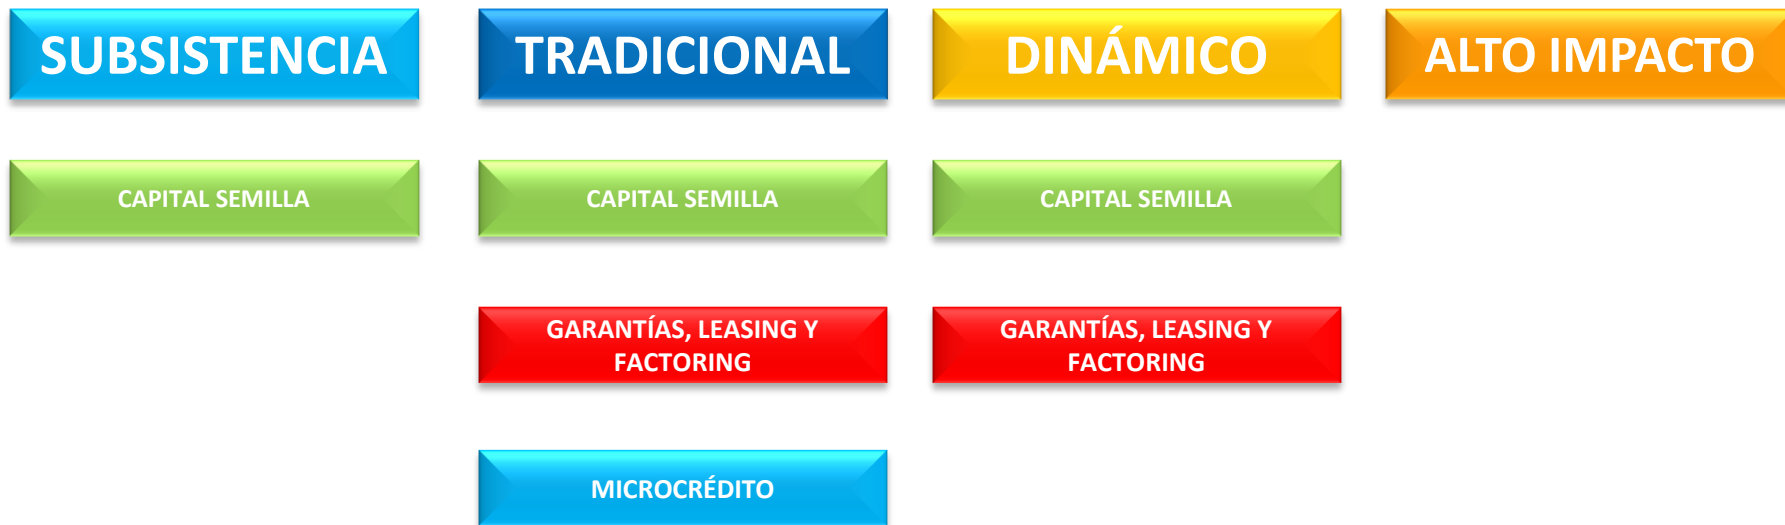 SUBSISTENCIA
TRADICIONAL
DINÁMICO
ALTO IMPACTO
CAPITAL SEMILLA
CAPITAL SEMILLA
CAPITAL SEMILLA
GARANTÍAS, LEASING Y
FACTORING
GARANTÍAS, LEASING Y
FACTORING
MICROCRÉDITO